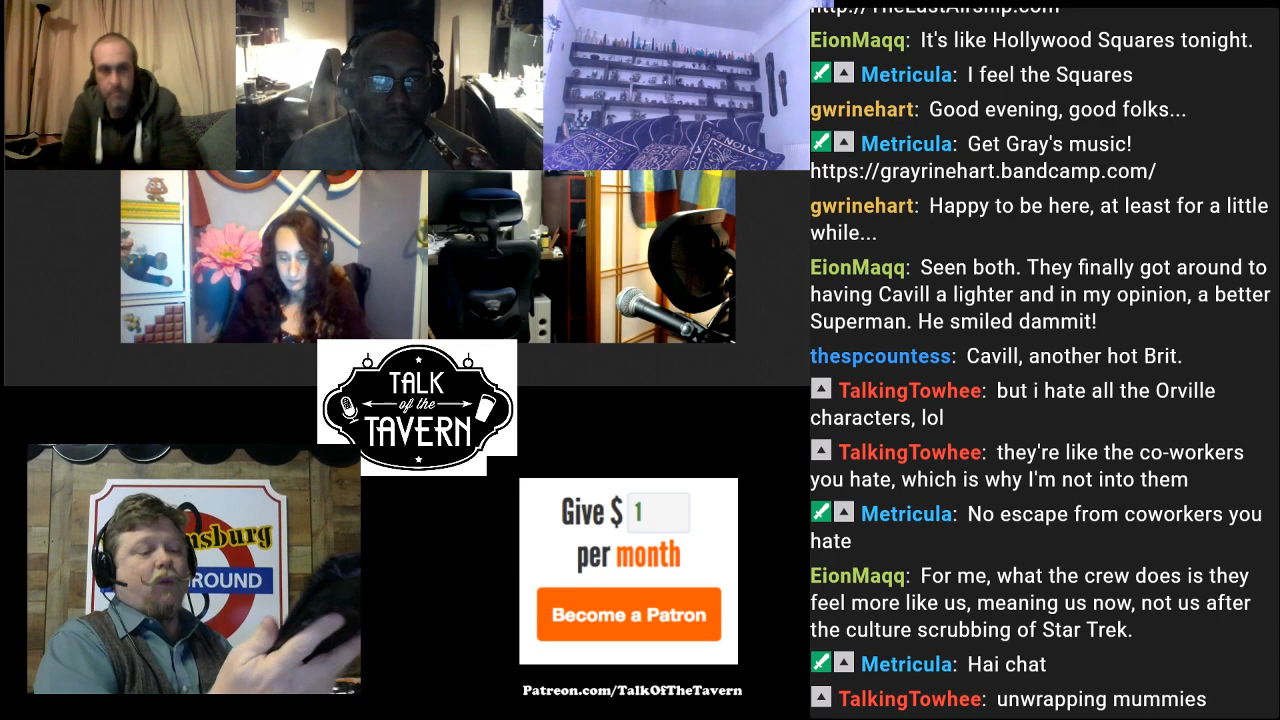 http://TheLastAirship.com
EionMaqq: It's like Hollywood Squares tonight.
Metricula: I feel the Squares
gwrinehart: Good evening, good folks...
Metricula: Get Gray's music!
https://grayrinehart.bandcamp.com/
gwrinehart: Happy to be here, at least for a little
while...
EionMaqq: Seen both. They finally got around to
having Cavill a lighter and in my opinion, a better
Superman. He smiled dammit!
thespcountess: Cavill, another hot Brit.
TalkingTowhee: but i hate all the Orville
characters, lol
TalkingTowhee: they're like the co-workers
you hate, which is why I'm not into them
Metricula: No escape from coworkers you
hate
EionMaqq: For me, what the crew does is they
feel more like us, meaning us now, not us after
the culture scrubbing of Star Trek.
Metricula: Hai chat
TalkingTowhee: unwrapping mummies
TALK
of the
TAVERN
nsburg
ROUND
Give $ 1
per month
Become a Patron
Patreon.com/TalkOfTheTavern